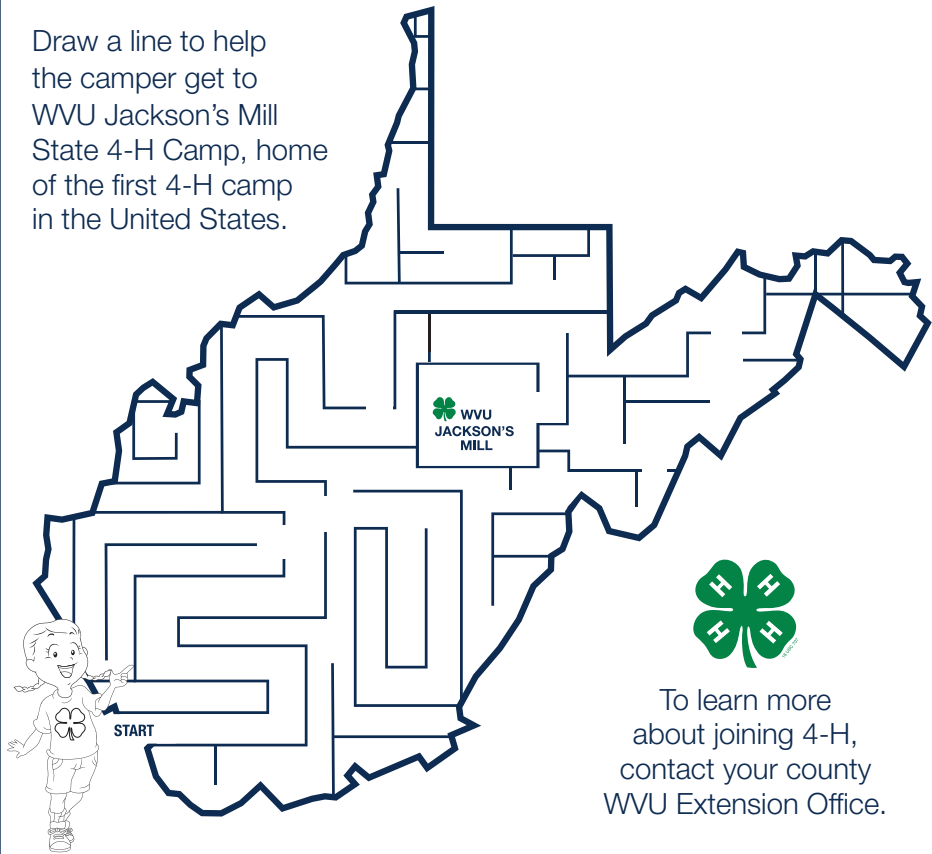 Draw a line to help
the camper get to
WVU Jackson’s Mill
State 4-H Camp, home
of the first 4-H camp
in the United States.
WVU
JACKSON’S
MILL
START
H H
H H
To learn more
about joining 4-H,
contact your county
WVU Extension Office.